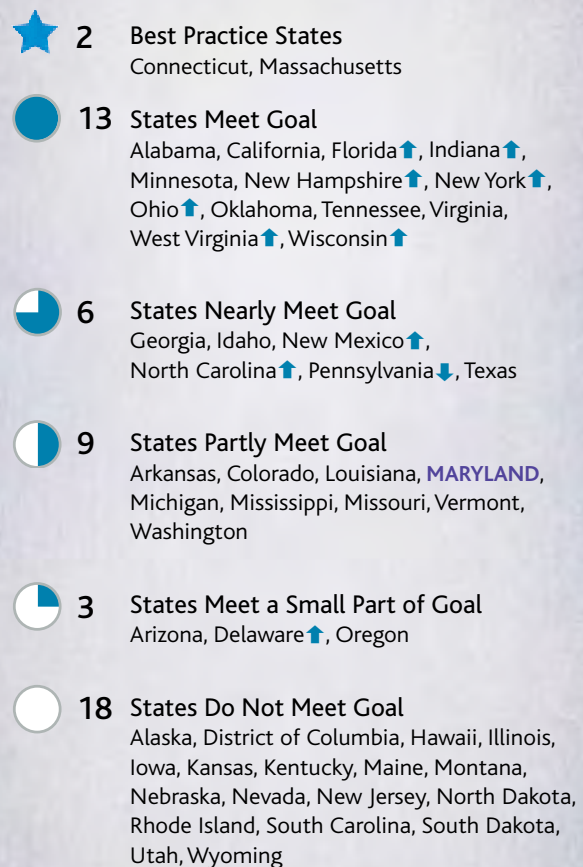 2 Best Practice States
Connecticut, Massachusetts
13 States Meet Goal
Alabama, California, Florida⬆, Indiana⬆,
Minnesota, New Hampshire⬆, New York⬆,
Ohio⬆, Oklahoma, Tennessee, Virginia,
West Virginia⬆, Wisconsin⬆
6 States Nearly Meet Goal
Georgia, Idaho, New Mexico⬆,
North Carolina⬆, Pennsylvania⬇, Texas
9 States Partly Meet Goal
Arkansas, Colorado, Louisiana, MARYLAND,
Michigan, Mississippi, Missouri, Vermont,
Washington
3 States Meet a Small Part of Goal
Arizona, Delaware⬆, Oregon
18 States Do Not Meet Goal
Alaska, District of Columbia, Hawaii, Illinois,
Iowa, Kansas, Kentucky, Maine, Montana,
Nebraska, Nevada, New Jersey, North Dakota,
Rhode Island, South Carolina, South Dakota,
Utah, Wyoming